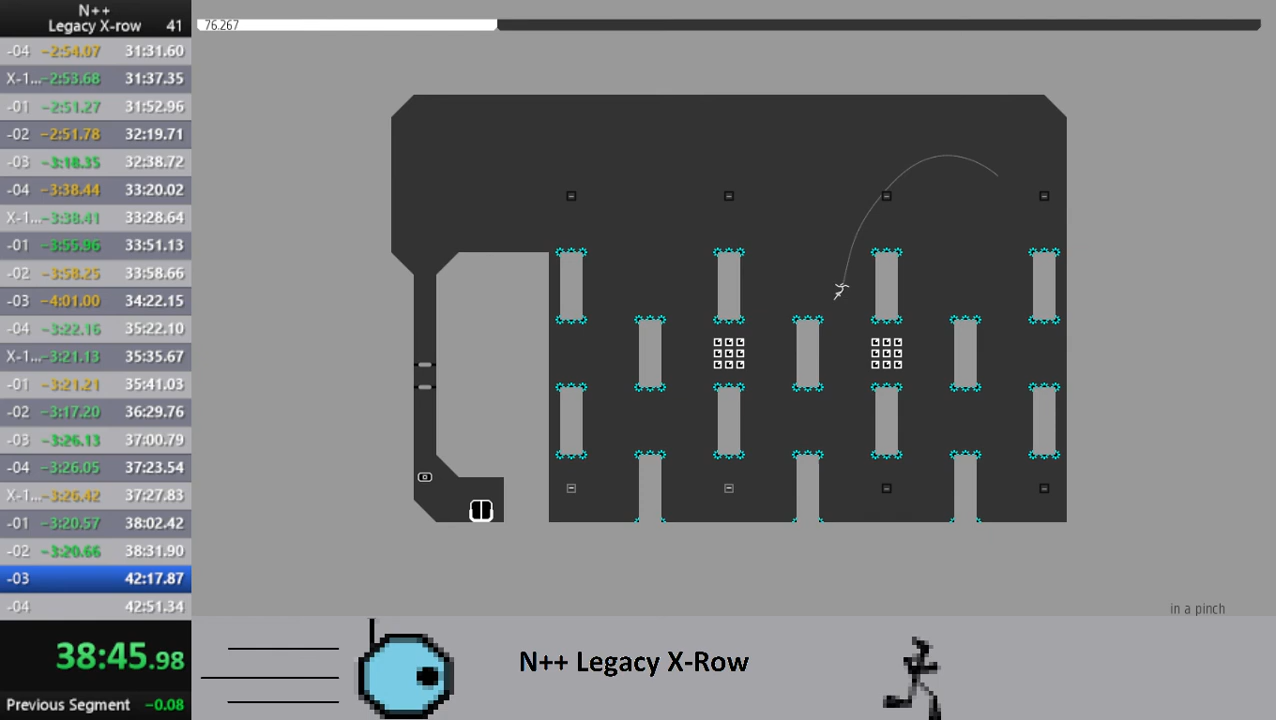 N++
Legacy X-row 41
76.267
-04 -2:54.07 31:31.60
X-1... -2:53.68 31:37.35
-01 -2:51.27 31:52.96
-02 -2:51.78 32:19.71
-03 -3:18.35 32:38.72
-04 -3:38.44 33:20.02
X-1... -3:38.41 33:28.64
-01 -3:55.96 33:51.13
-02 -3:58.25 33:58.66
-03 -4:01.00 34:22.15
-04 -3:22.16 35:22.10
X-1... -3:21.13 35:35.67
-01 -3:21.21 35:41.03
-02 -3:17.20 36:29.76
-03 -3:26.13 37:00.79
-04 -3:26.05 37:23.54
X-1... -3:26.42 37:27.83
-01 -3:20.57 38:02.42
-02 -3:20.66 38:31.90
-03 42:17.87
-04 42:51.34
in a pinch
38:45.98
Previous Segment -0.08
N++ Legacy X-Row